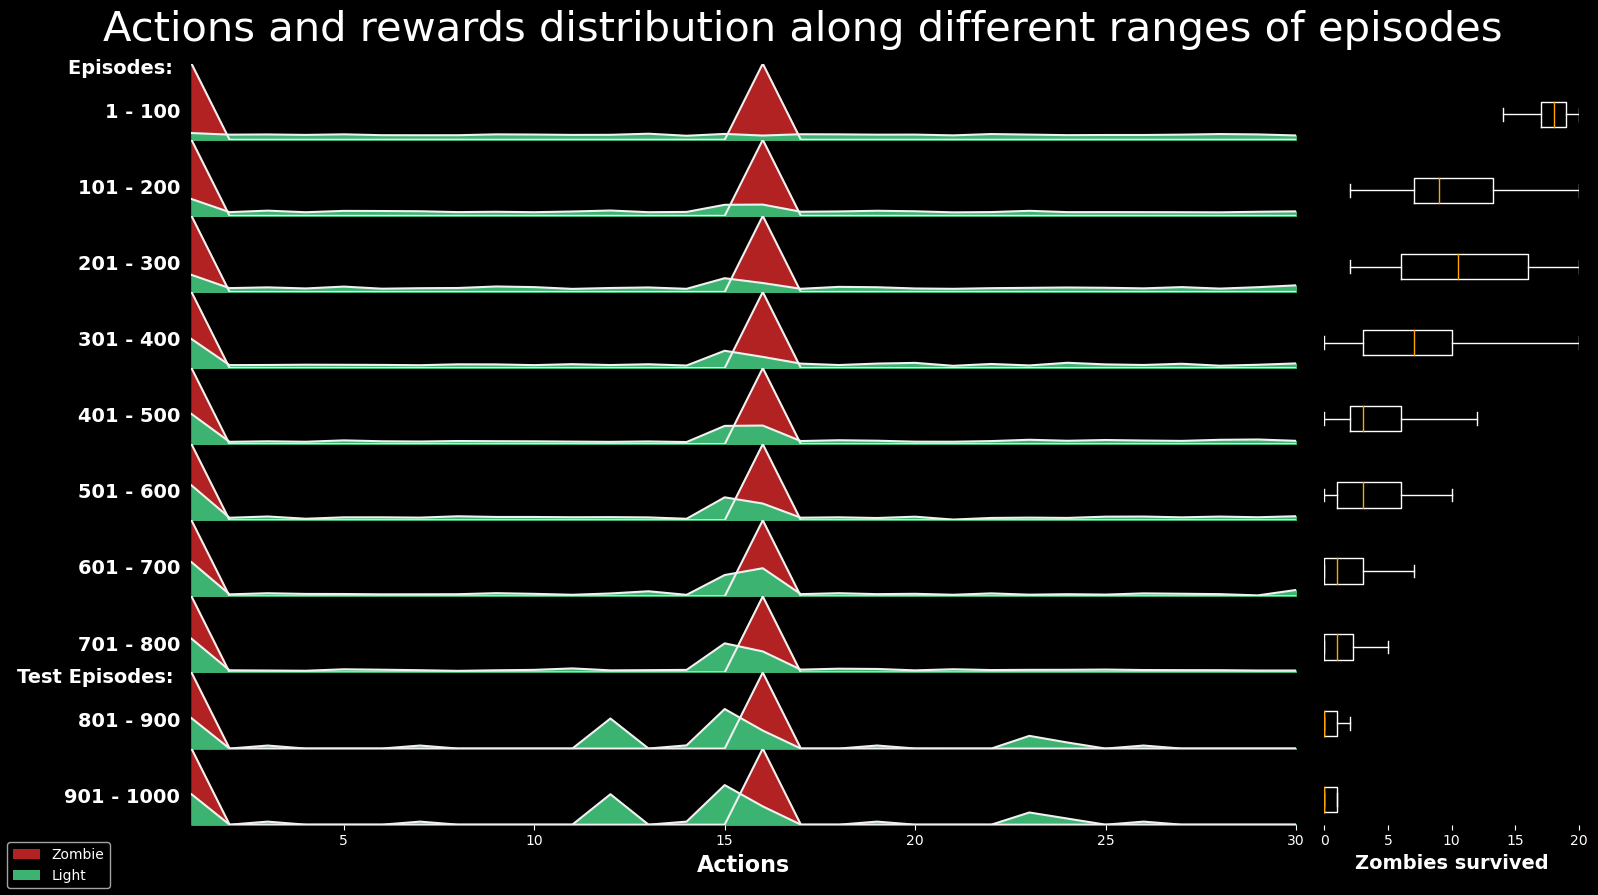 Actions and rewards distribution along different ranges of episodes
Episodes:
1 - 100
101 - 200
201 - 300
301 - 400
401 - 500
501 - 600
601 - 700
701 - 800
Test Episodes:
801 - 900
901 - 1000
5 10 15 20 25 30
Actions
0 5 10 15 20
Zombies survived
Zombie
Light